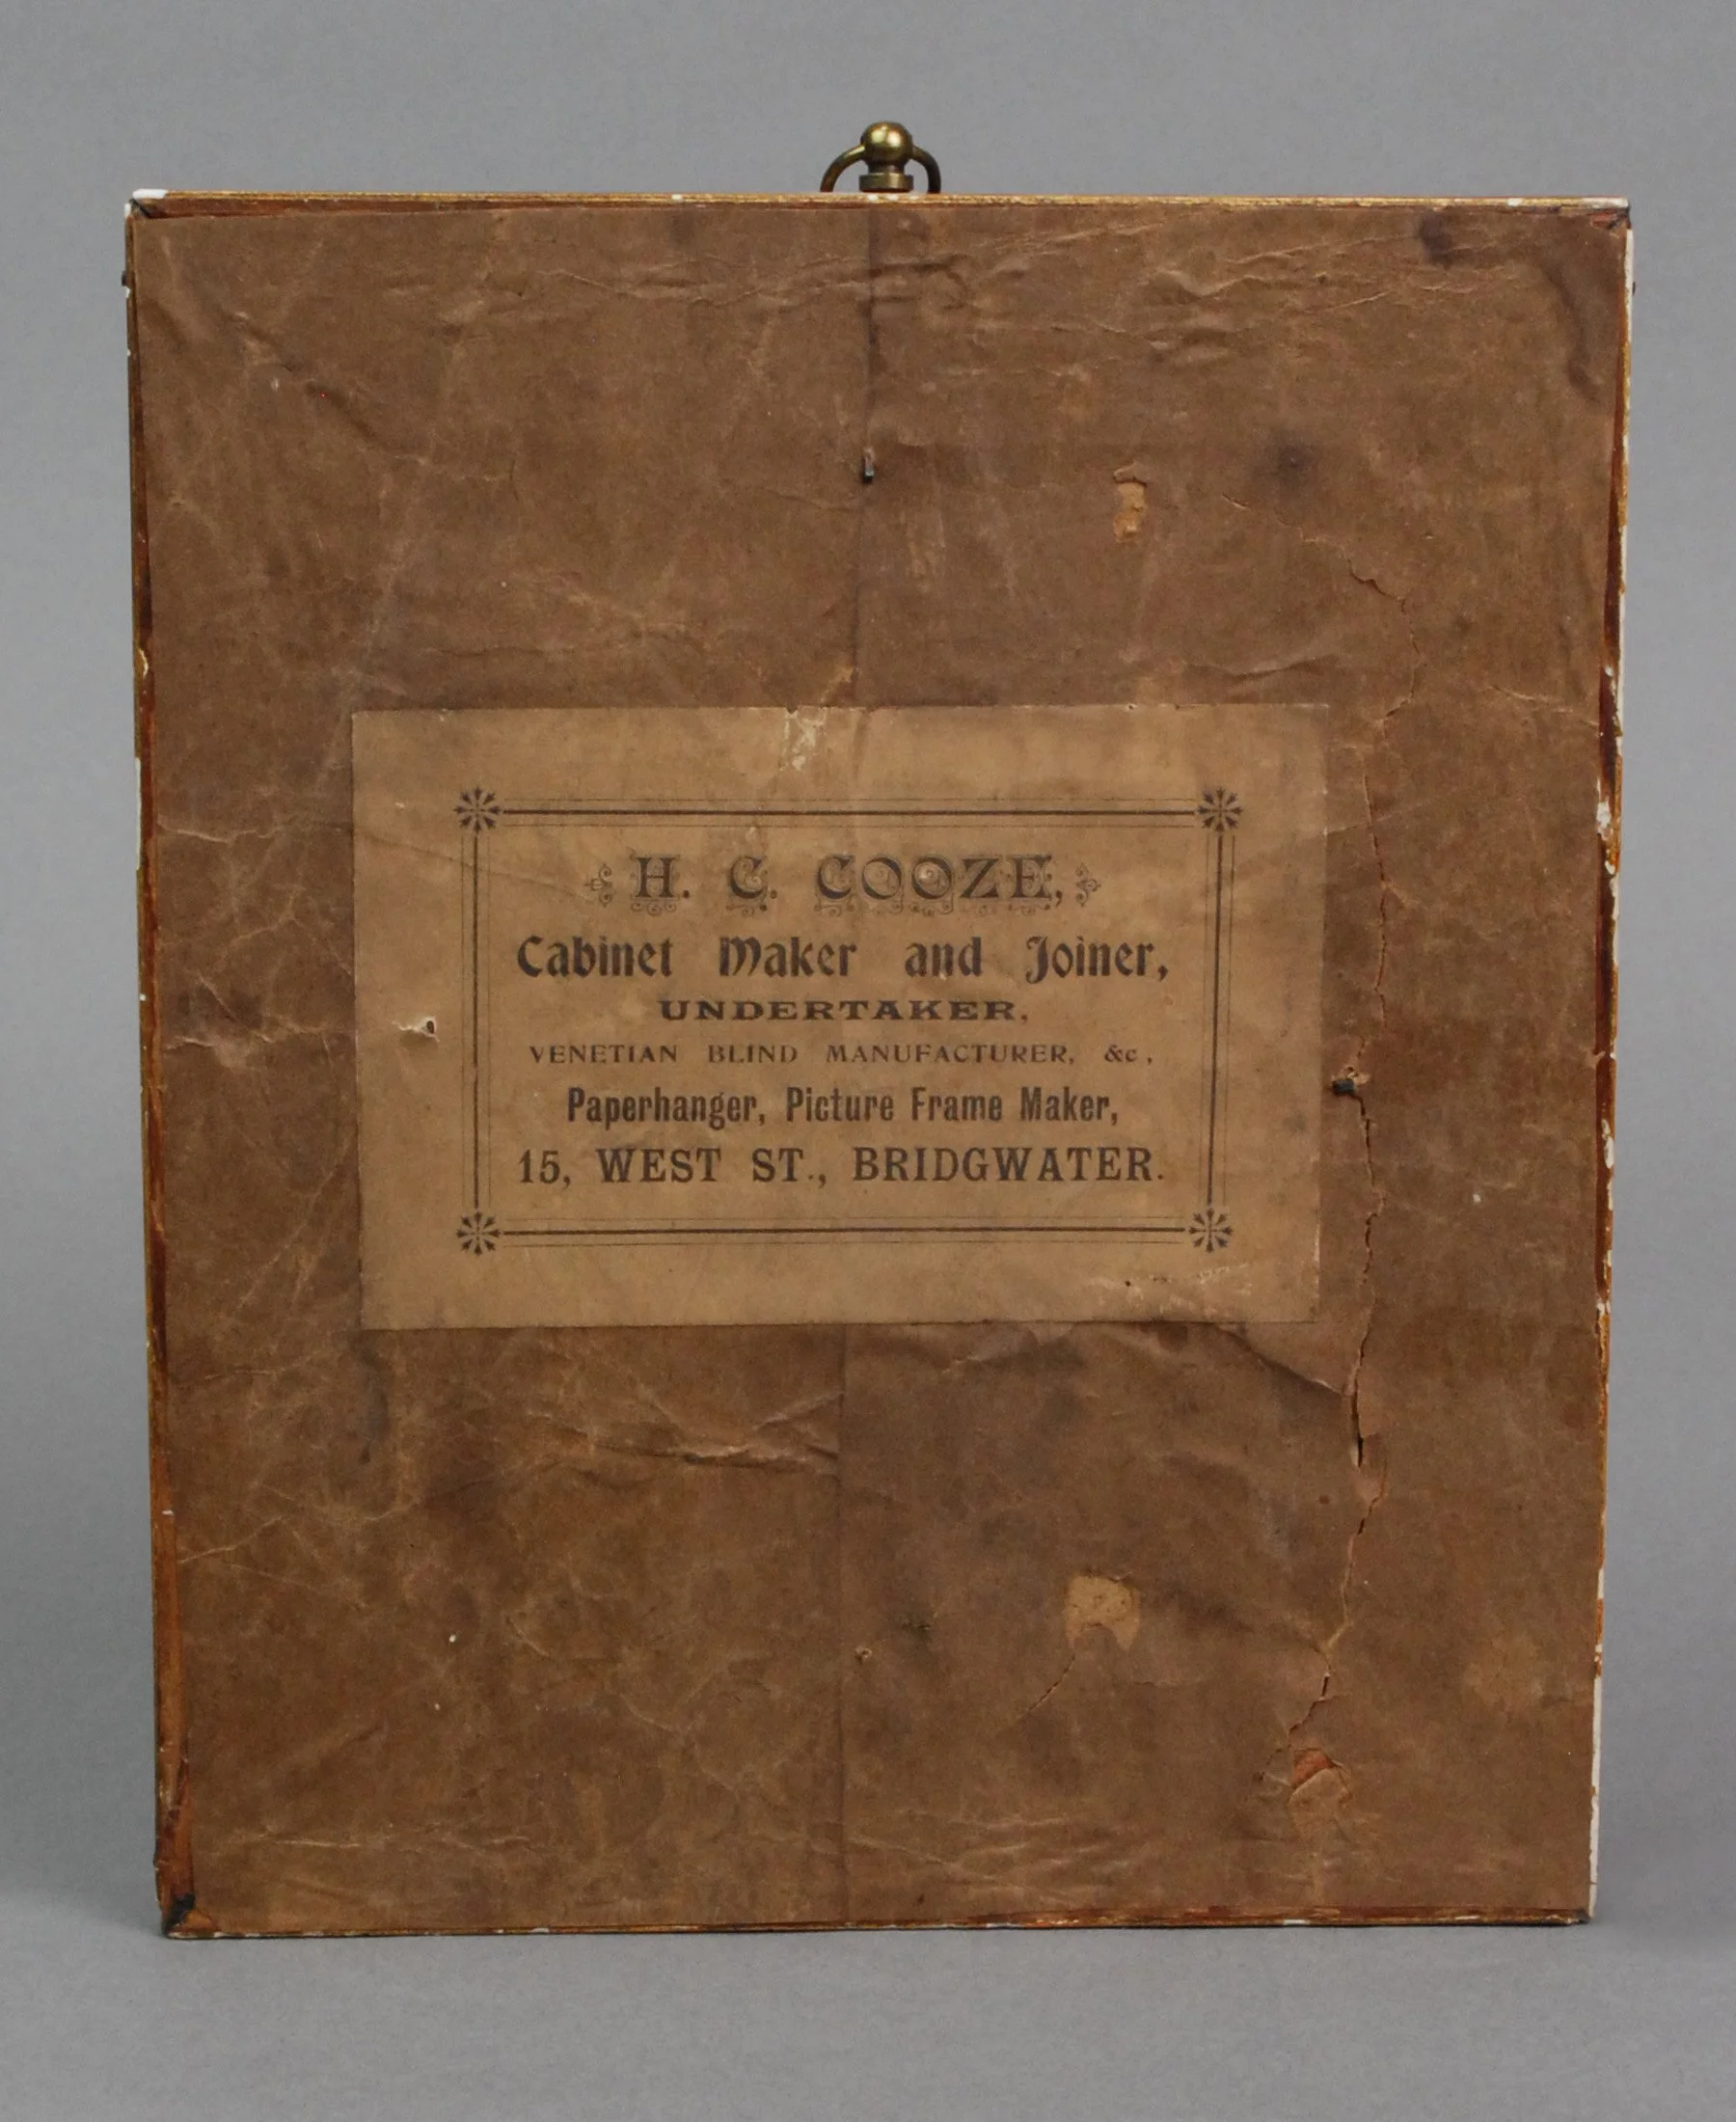 H. C. COOZE,
Cabinet Maker and Joiner,
UNDERTAKER,
VENETIAN BLIND MANUFACTURER, &c.,
Paperhanger, Picture Frame Maker,
15, WEST ST., BRIDGWATER.